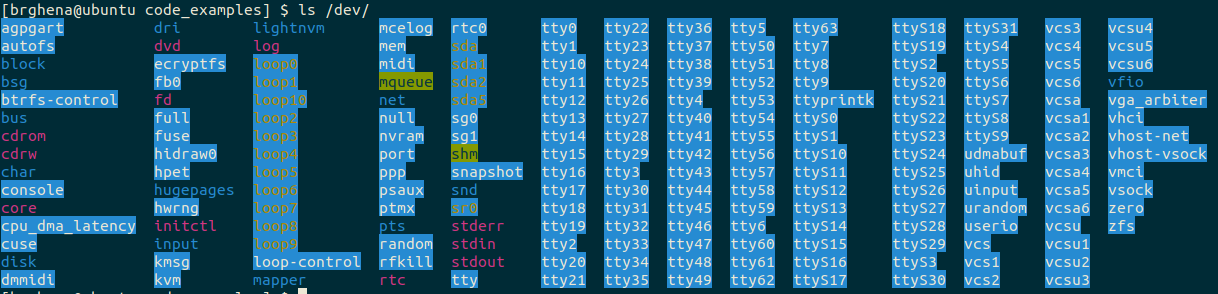 [brghena@ubuntu code_examples] $ ls /dev/
agpgart dri lightnvm mcelog rtc0 tty0 tty22 tty36 tty5 tty63 ttyS18 ttyS31 vcs3 vcsu4
autofs dvd log mem sda tty1 tty23 tty37 tty50 tty7 ttyS19 ttyS4 vcs4 vcsu5
block ecryptfs loop0 midi sda1 tty10 tty24 tty38 tty51 tty8 ttyS2 ttyS5 vcs5 vcsu6
bsg fb0 loop1 mqueue sda2 tty11 tty25 tty39 tty52 tty9 ttyS20 ttyS6 vcs6 vfio
btrfs-control fd loop10 net sda5 tty12 tty26 tty4 tty53 ttyprintk ttyS21 ttyS7 vcsa vga_arbiter
bus full loop2 null sg0 tty13 tty27 tty40 tty54 ttyS0 ttyS22 ttyS8 vcsa1 vhci
cdrom fuse loop3 nvram sg1 tty14 tty28 tty41 tty55 ttyS1 ttyS23 ttyS9 vcsa2 vhost-net
cdrw hidraw0 loop4 port shm tty15 tty29 tty42 tty56 ttyS10 ttyS24 udmabuf vcsa3 vhost-vsock
char hpet loop5 ppp snapshot tty16 tty3 tty43 tty57 ttyS11 ttyS25 uhid vcsa4 vmci
console hugepages loop6 psaux snd tty17 tty30 tty44 tty58 ttyS12 ttyS26 uinput vcsa5 vsock
core hwrng loop7 ptmx sr0 tty18 tty31 tty45 tty59 ttyS13 ttyS27 urandom vcsa6 zero
cpu_dma_latency initctl loop8 pts stderr tty19 tty32 tty46 tty6 ttyS14 ttyS28 userio vcsu zfs
cuse input loop9 random stdin tty2 tty33 tty47 tty60 ttyS15 ttyS29 vcs vcsu1
disk kmsg loop-control rfkill stdout tty20 tty34 tty48 tty61 ttyS16 ttyS3 vcs1 vcsu2
dmmidi kvm mapper rtc tty tty21 tty35 tty49 tty62 ttyS17 ttyS30 vcs2 vcsu3